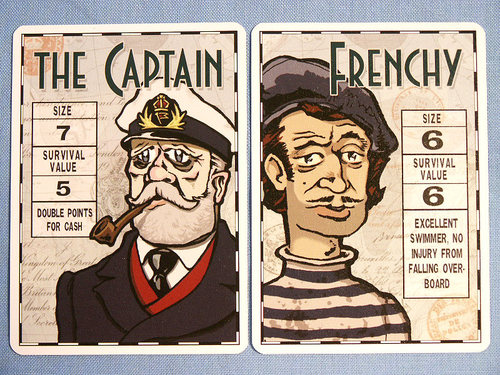 THE CAPTAIN
SIZE
7
SURVIVAL
VALUE
5
DOUBLE POINTS
FOR CASH
FRENCHY
SIZE
6
SURVIVAL
VALUE
6
EXCELLENT
SWIMMER, NO
INJURY FROM
FALLING OVER-
BOARD